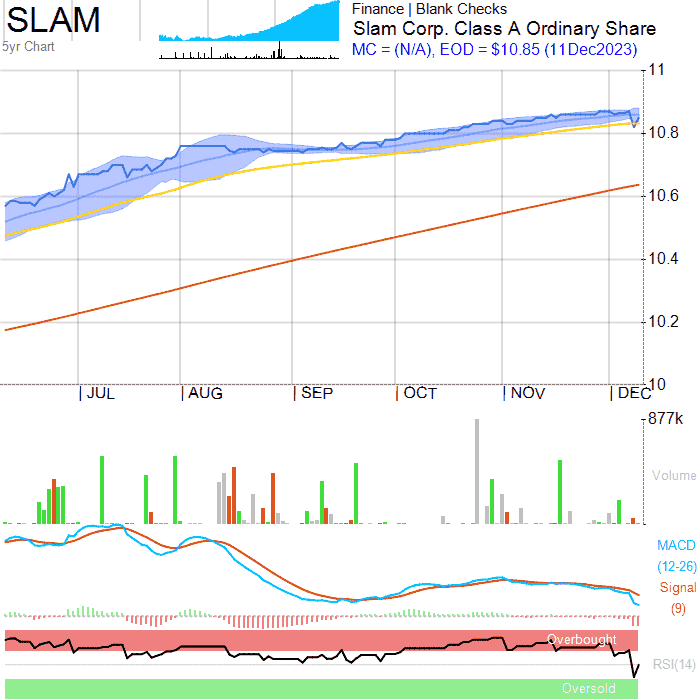 SLAM
5yr Chart
Finance | Blank Checks
Slam Corp. Class A Ordinary Share
MC = (N/A), EOD = $10.85 (11Dec2023)
11
10.8
10.6
10.4
10.2
10
| JUL | AUG | SEP | OCT | NOV | DEC
877k
Volume
MACD
(12-26)
Signal
(9)
Overbought
RSI(14)
Oversold